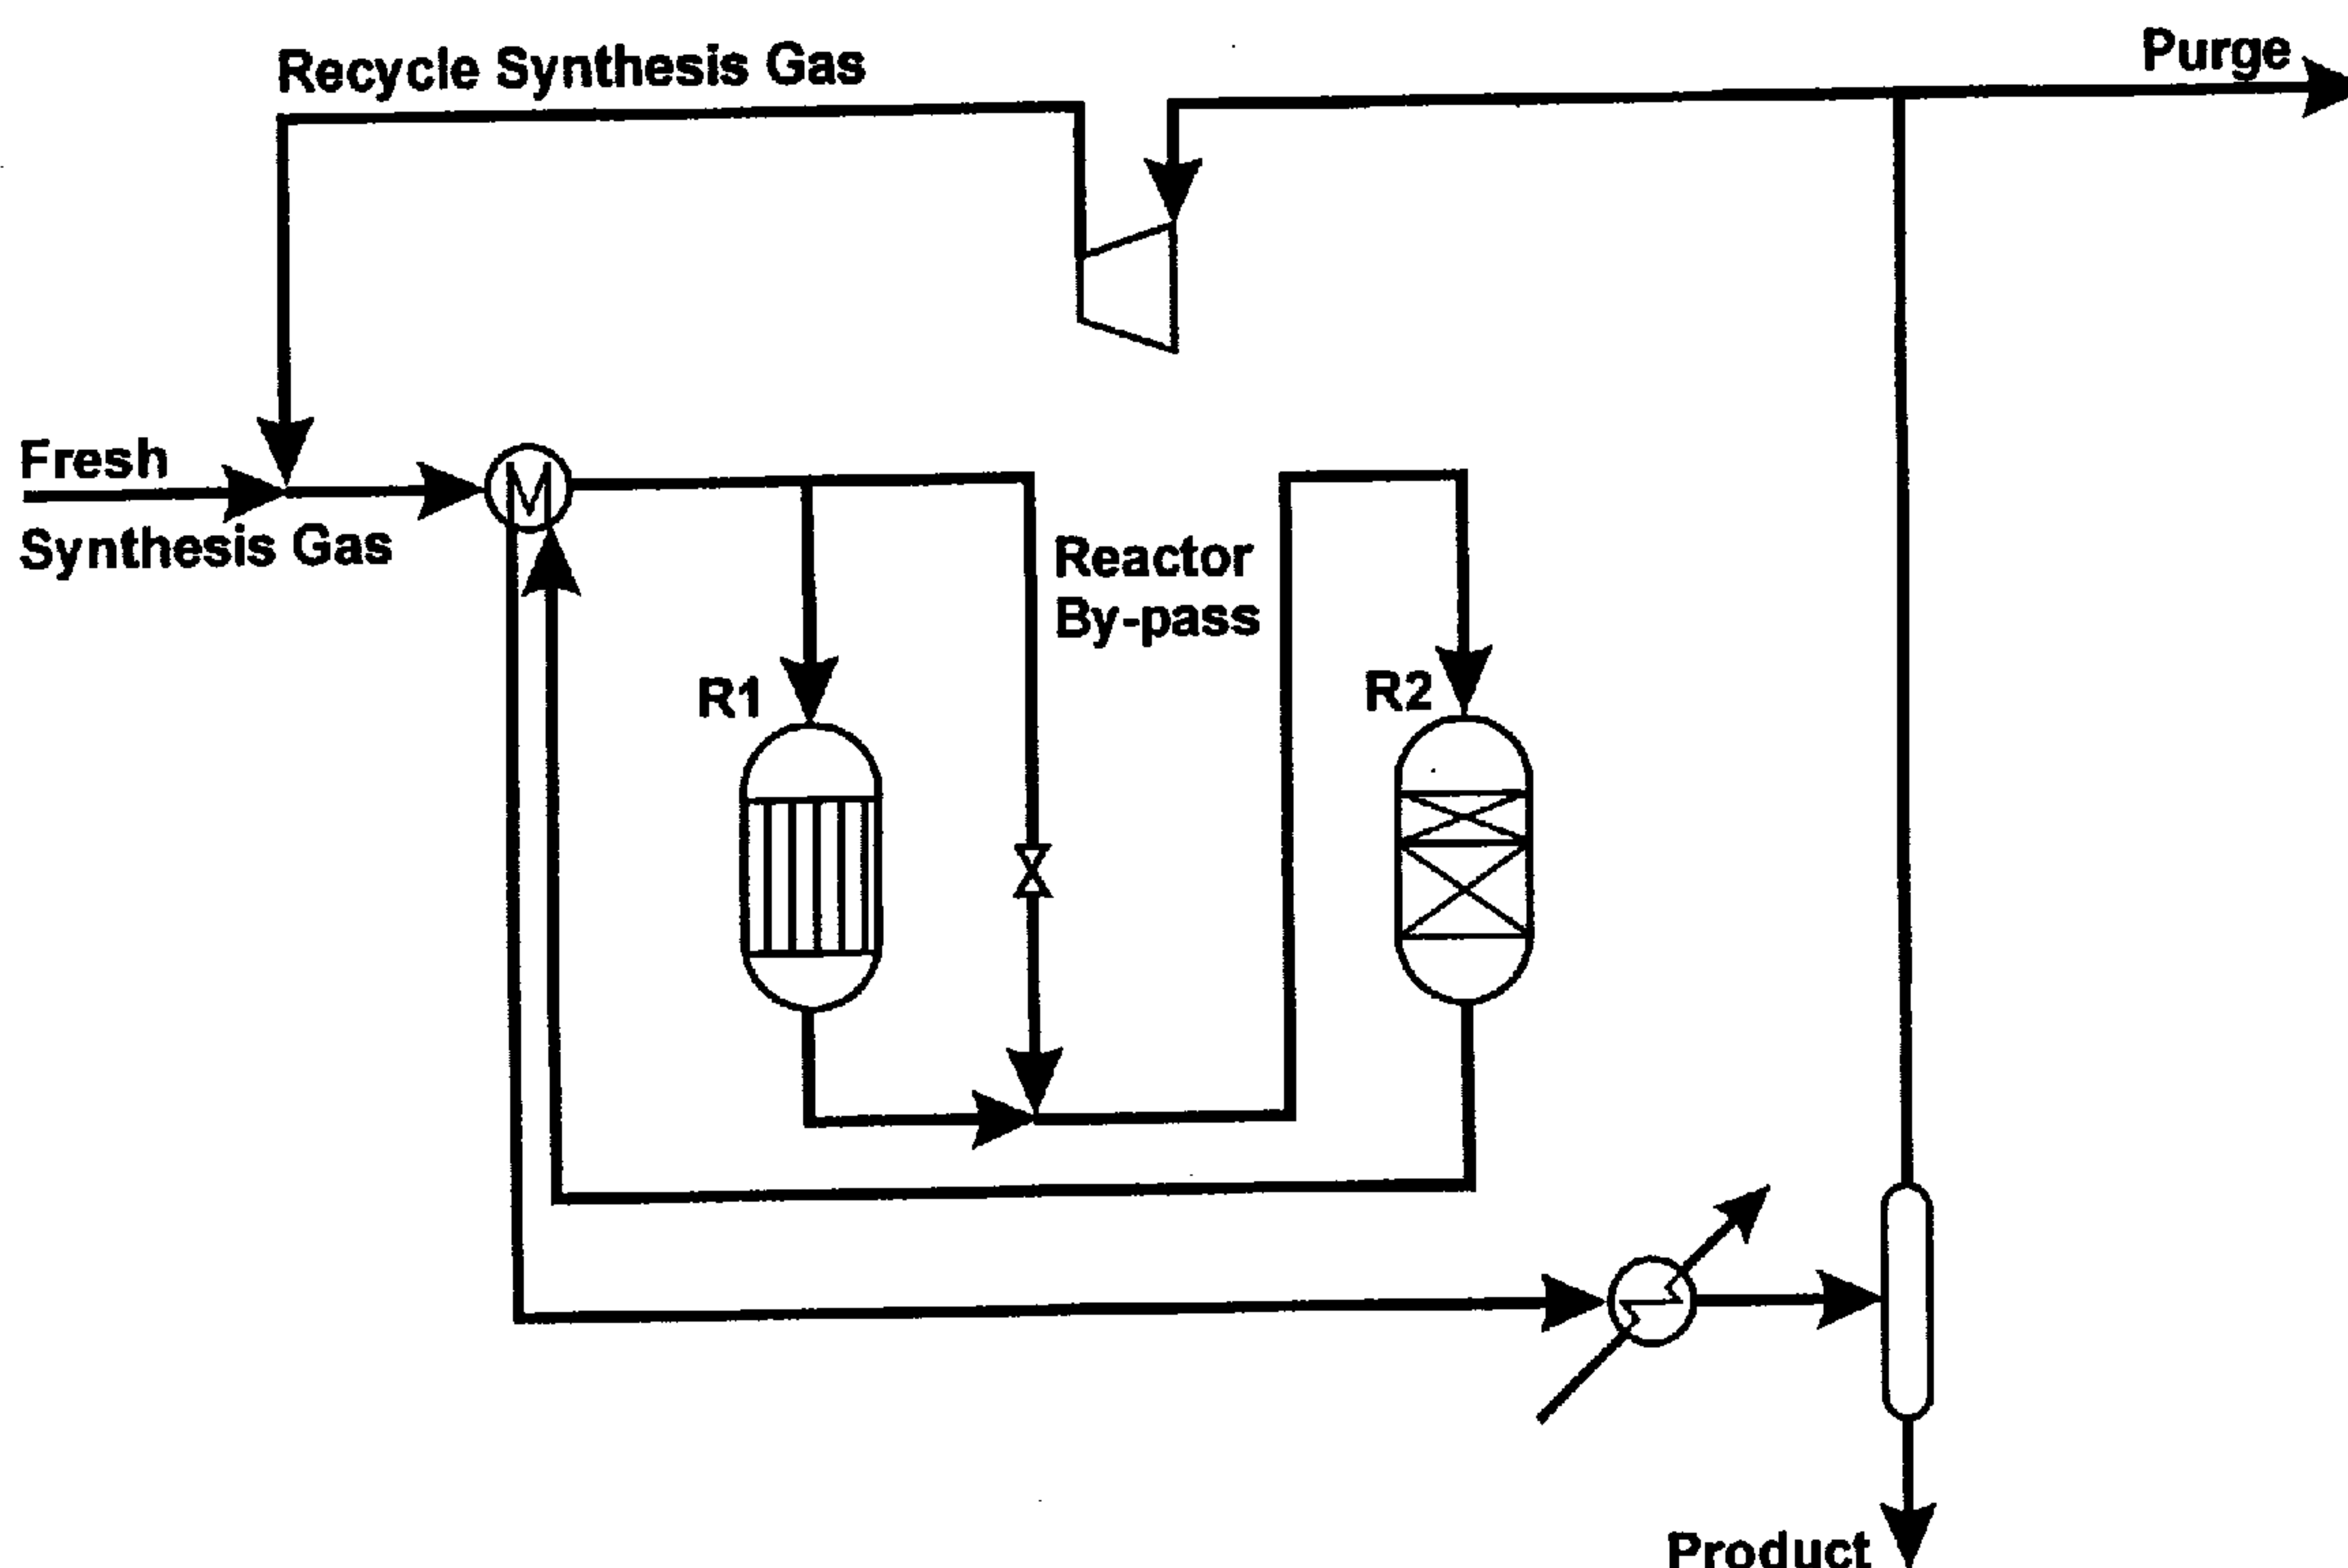 Recycle Synthesis Gas
Purge
Fresh
Synthesis Gas
M
Reactor
By-pass
R1
R2
Product